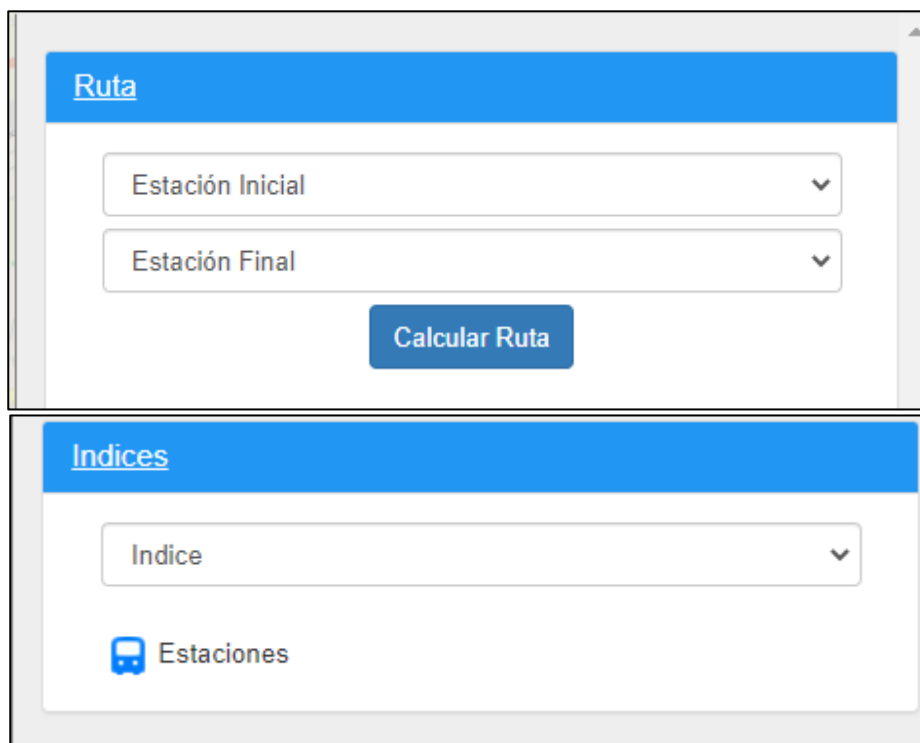 Ruta
Estación Inicial
Estación Final
Calcular Ruta
Indices
Indice
Estaciones